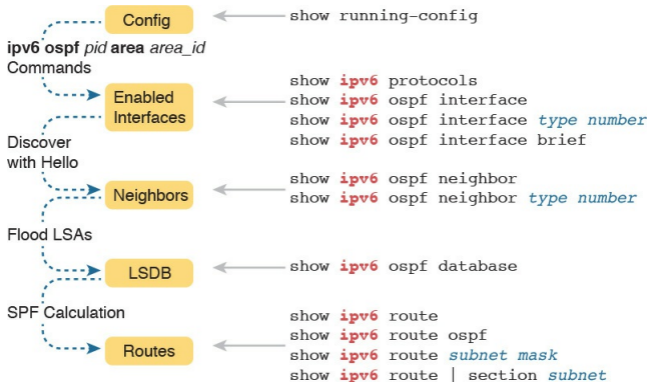 Config
show running-config
ipv6 ospf pid area area_id
Commands
Enabled
Interfaces
show ipv6 protocols
show ipv6 ospf interface
show ipv6 ospf interface type number
show ipv6 ospf interface brief
Discover
with Hello
Neighbors
show ipv6 ospf neighbor
show ipv6 ospf neighbor type number
Flood LSAs
LSDB
show ipv6 ospf database
SPF Calculation
Routes
show ipv6 route
show ipv6 route ospf
show ipv6 route subnet mask
show ipv6 route | section subnet